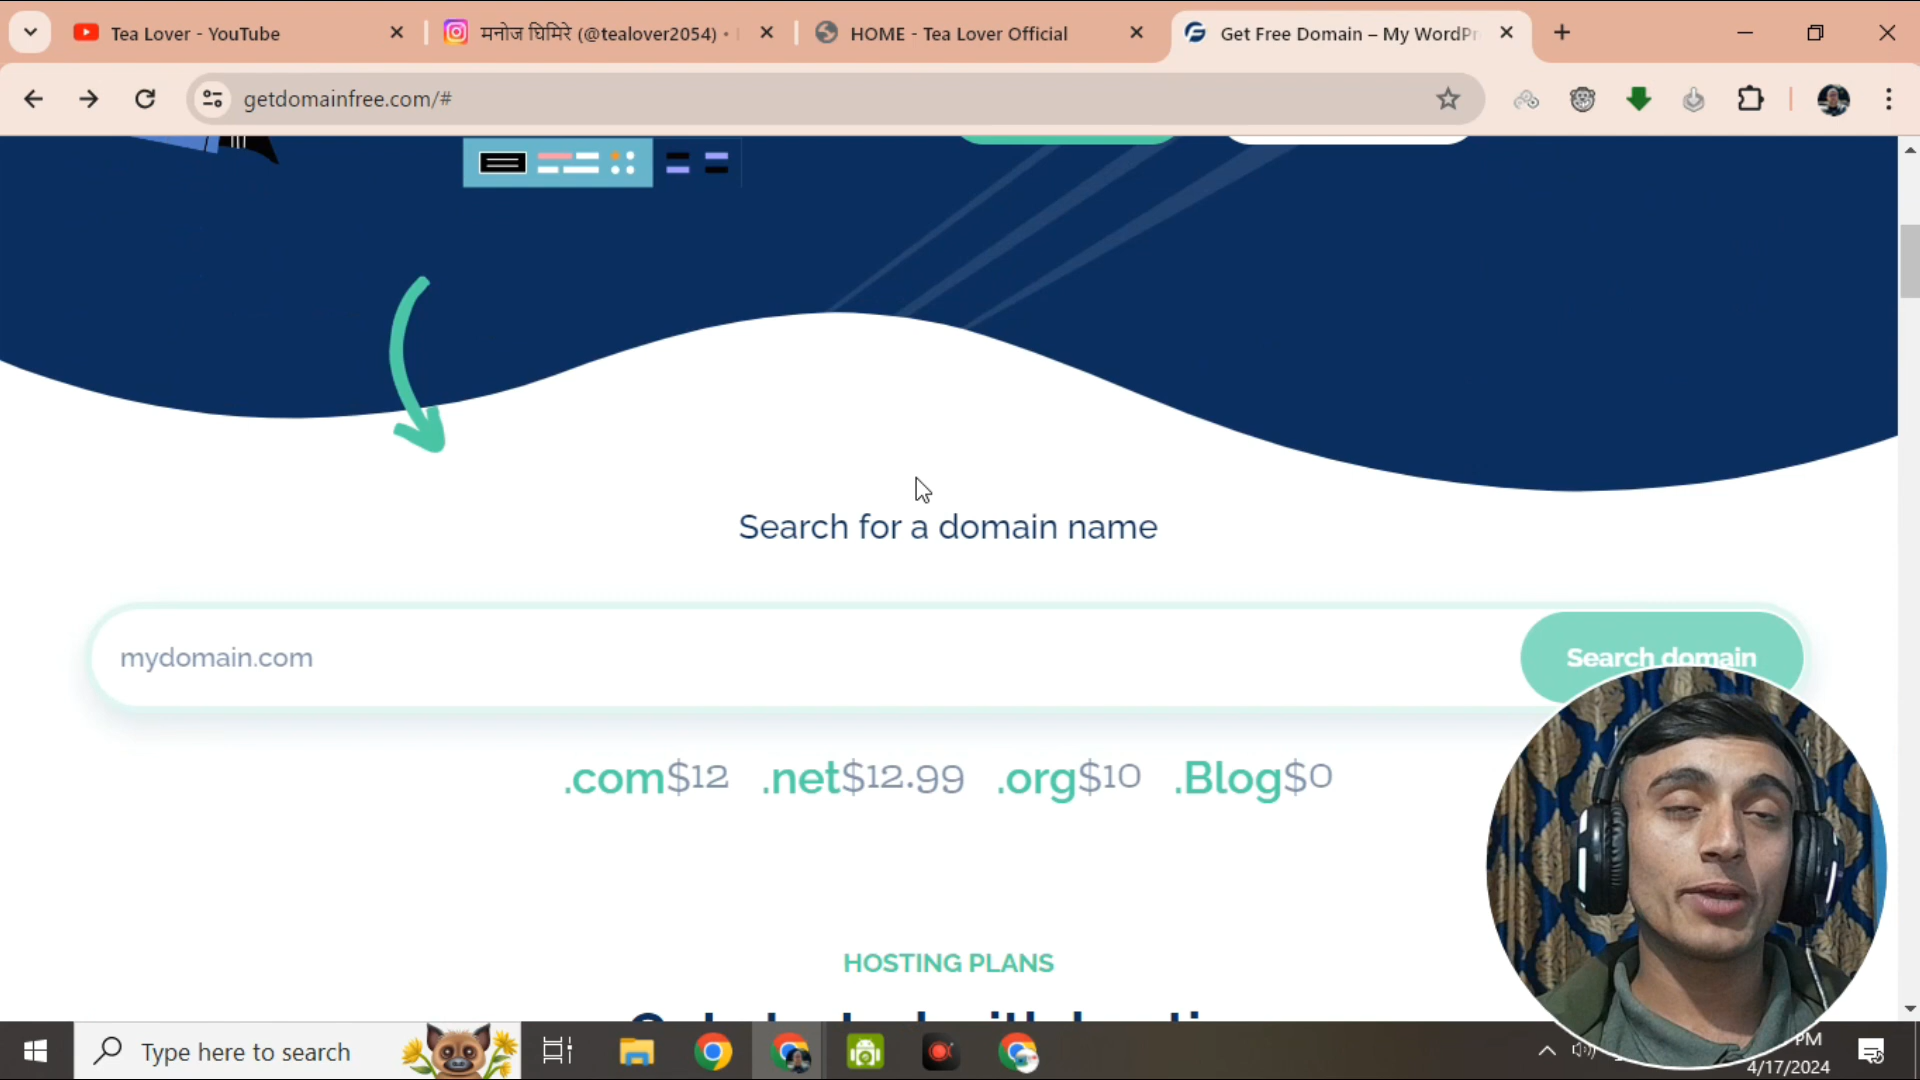 Tea Lover - YouTube
मनोज घिमिरे (@tealover2054) •
HOME - Tea Lover Official
Get Free Domain – My WordPr
getdomainfree.com/#
Search for a domain name
mydomain.com
Search domain
.com$12 .net$12.99 .org$10 .Blog$0
HOSTING PLANS
Type here to search
PM
4/17/2024